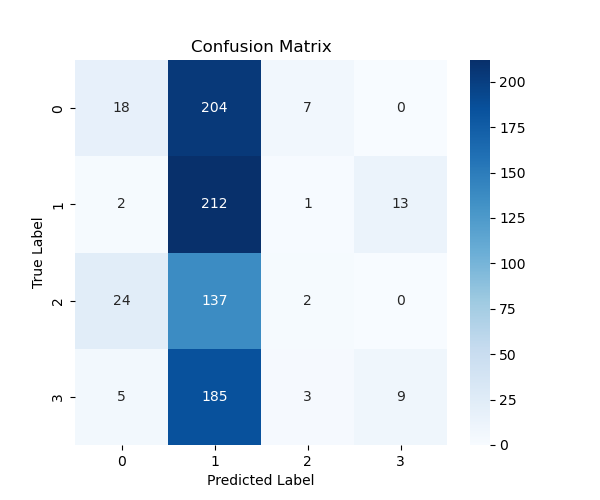 Confusion Matrix
True Label
0 18 204 7 0
1 2 212 1 13
2 24 137 2 0
3 5 185 3 9
0 1 2 3
Predicted Label
200
175
150
125
100
75
50
25
0